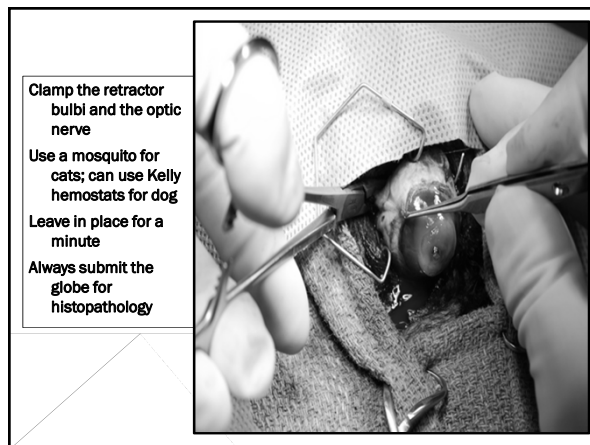 Clamp the retractor
bulbi and the optic
nerve
Use a mosquito for
cats; can use Kelly
hemostats for dog
Leave in place for a
minute
Always submit the
globe for
histopathology